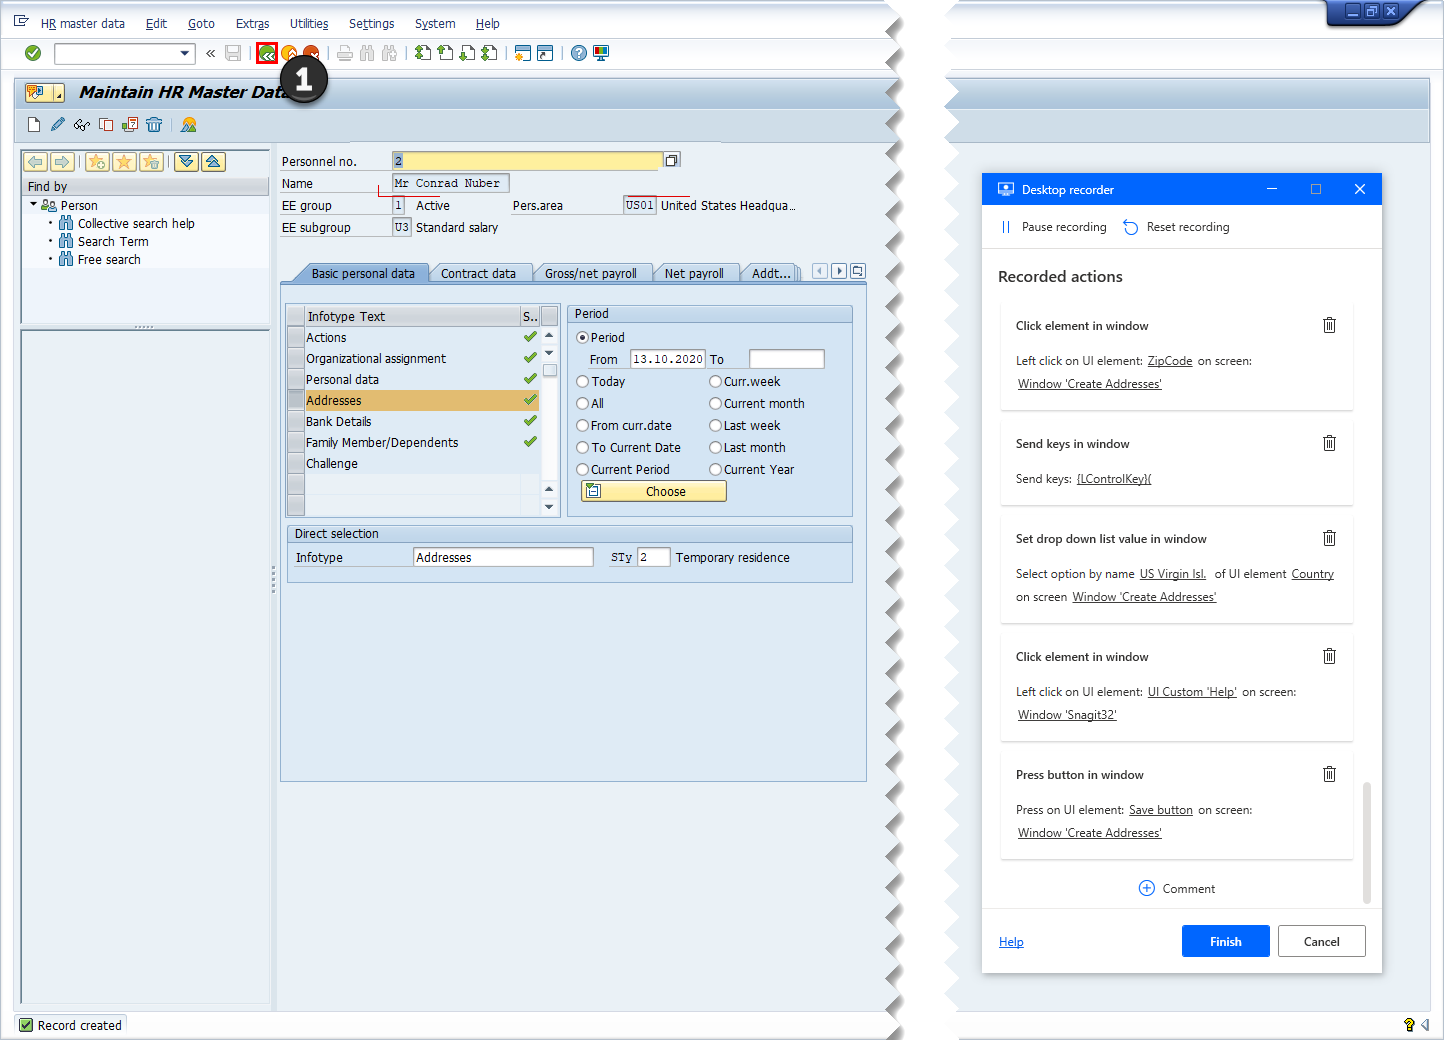 HR master data Edit Goto Extras Utilities Settings System Help
1
Maintain HR Master Data
Find by
Person
Collective search help
Search Term
Free search
Personnel no. 2
Name Mr Conrad Nuber
EE group 1 Active Pers.area US01 United States Headqua...
EE subgroup U3 Standard salary
Basic personal data Contract data Gross/net payroll Net payroll Addt...
Infotype Text S..
Actions
Organizational assignment
Personal data
Addresses
Bank Details
Family Member/Dependents
Challenge
Period
Period
From 13.10.2020 To
Today Curr.week
All Current month
From curr.date Last week
To Current Date Last month
Current Period Current Year
Choose
Direct selection
Infotype Addresses STy 2 Temporary residence
Record created
Desktop recorder
Pause recording Reset recording
Recorded actions
Click element in window
Left click on UI element: ZipCode on screen:
Window 'Create Addresses'
Send keys in window
Send keys: {LControlKey}(
Set drop down list value in window
Select option by name US Virgin Isl. of UI element Country
on screen Window 'Create Addresses'
Click element in window
Left click on UI element: UI Custom 'Help' on screen:
Window 'Snagit32'
Press button in window
Press on UI element: Save button on screen:
Window 'Create Addresses'
Comment
Help Finish Cancel